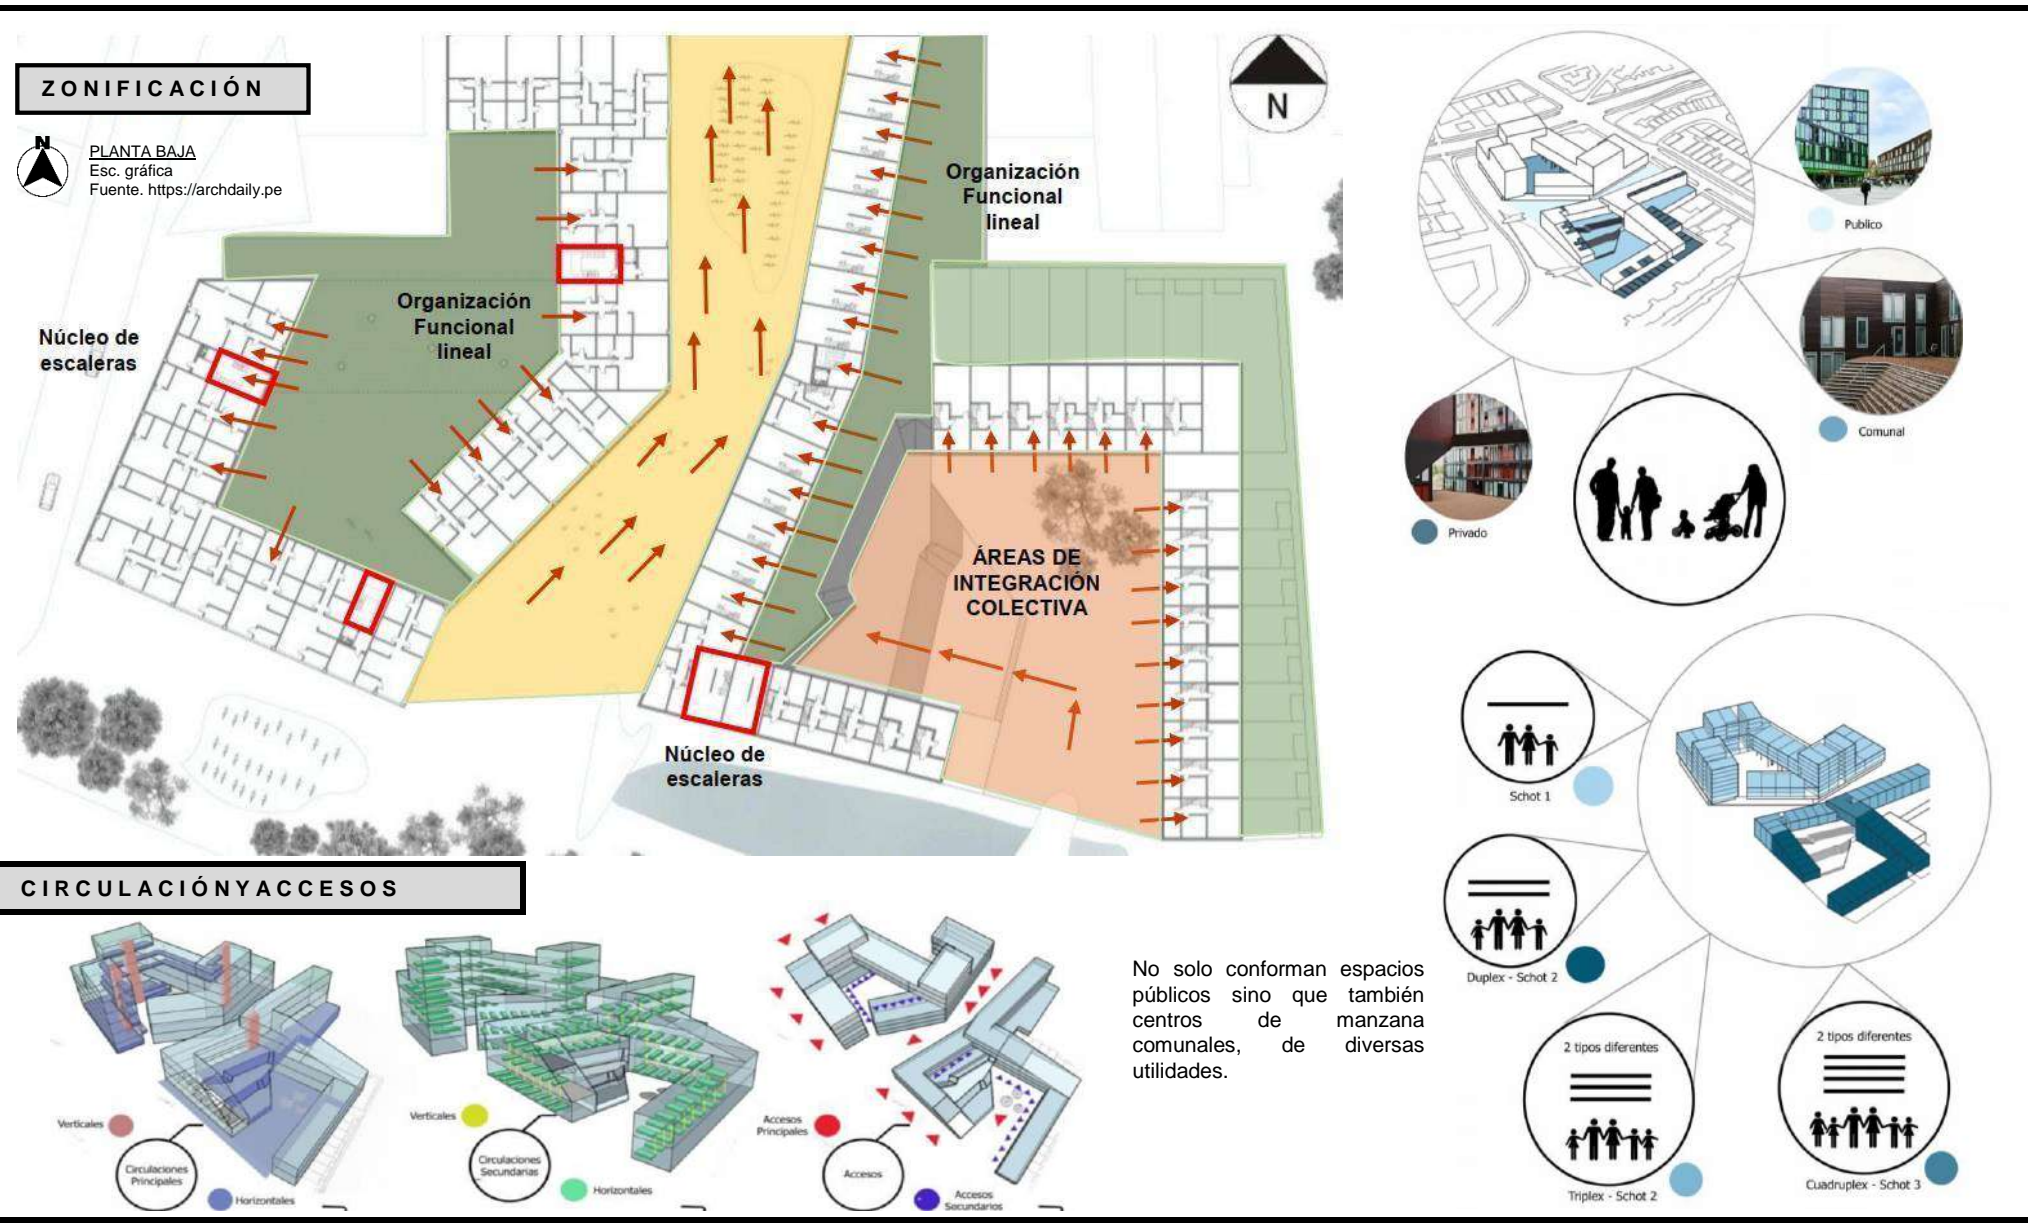 ZONIFICACIÓN
N
PLANTA BAJA
Esc. gráfica
Fuente. https://archdaily.pe
N
Organización
Funcional
lineal
Organización
Funcional
lineal
Núcleo de
escaleras
ÁREAS DE
INTEGRACIÓN
COLECTIVA
Núcleo de
escaleras
Publico
Comunal
Privado
CIRCULACIÓNYACCESOS
Verticales
Circulaciones
Principales
Horizontales
Verticales
Circulaciones
Secundarias
Horizontales
Accesos
Principales
Accesos
Accesos
Secundarios
No solo conforman espacios
públicos sino que también
centros de manzana
comunales, de diversas
utilidades.
Schot 1
Duplex - Schot 2
2 tipos diferentes
Triplex - Schot 2
2 tipos diferentes
Cuadruplex - Schot 3